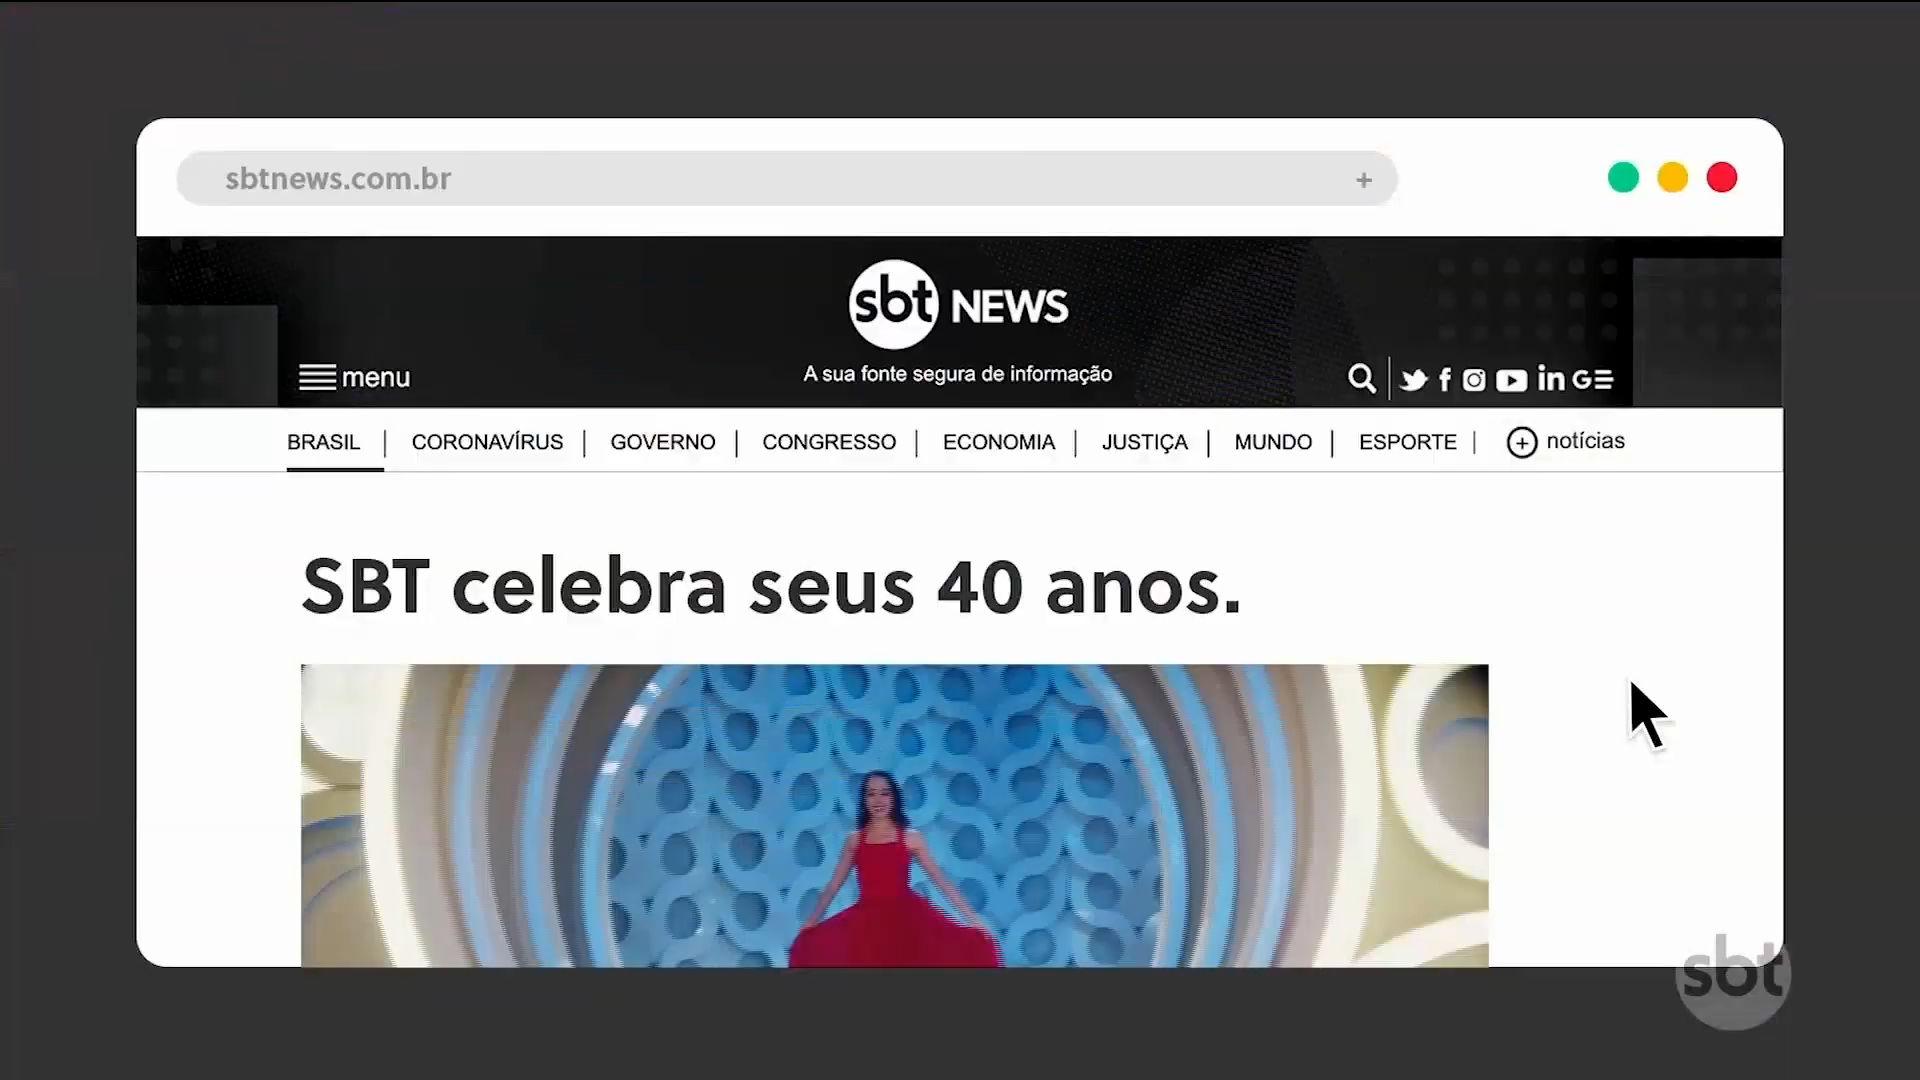 sbtnews.com.br +
sbt NEWS
A sua fonte segura de informação
menu
BRASIL | CORONAVÍRUS | GOVERNO | CONGRESSO | ECONOMIA | JUSTIÇA | MUNDO | ESPORTE | + notícias
SBT celebra seus 40 anos.
sbt